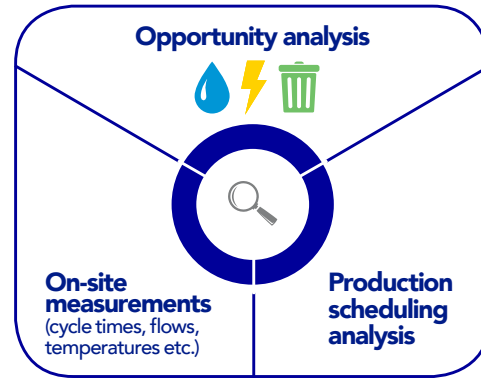 Opportunity analysis
On-site
measurements
(cycle times, flows,
temperatures etc.)
Production
scheduling
analysis